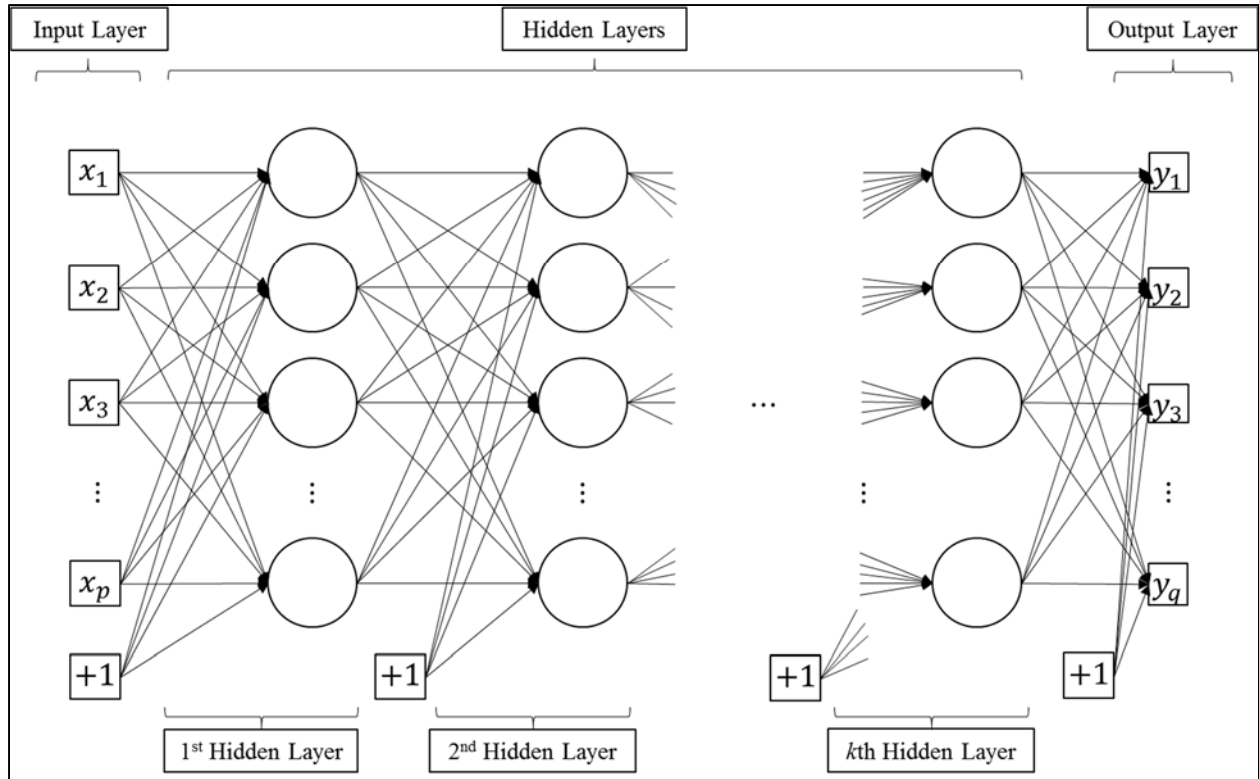 Input Layer
Hidden Layers
Output Layer
x₁
y₁
x₂
y₂
x₃
...
y₃
⋮
⋮
⋮
⋮
⋮
xₚ
y_q
+1
+1
+1
+1
1ˢᵗ Hidden Layer
2ⁿᵈ Hidden Layer
kth Hidden Layer